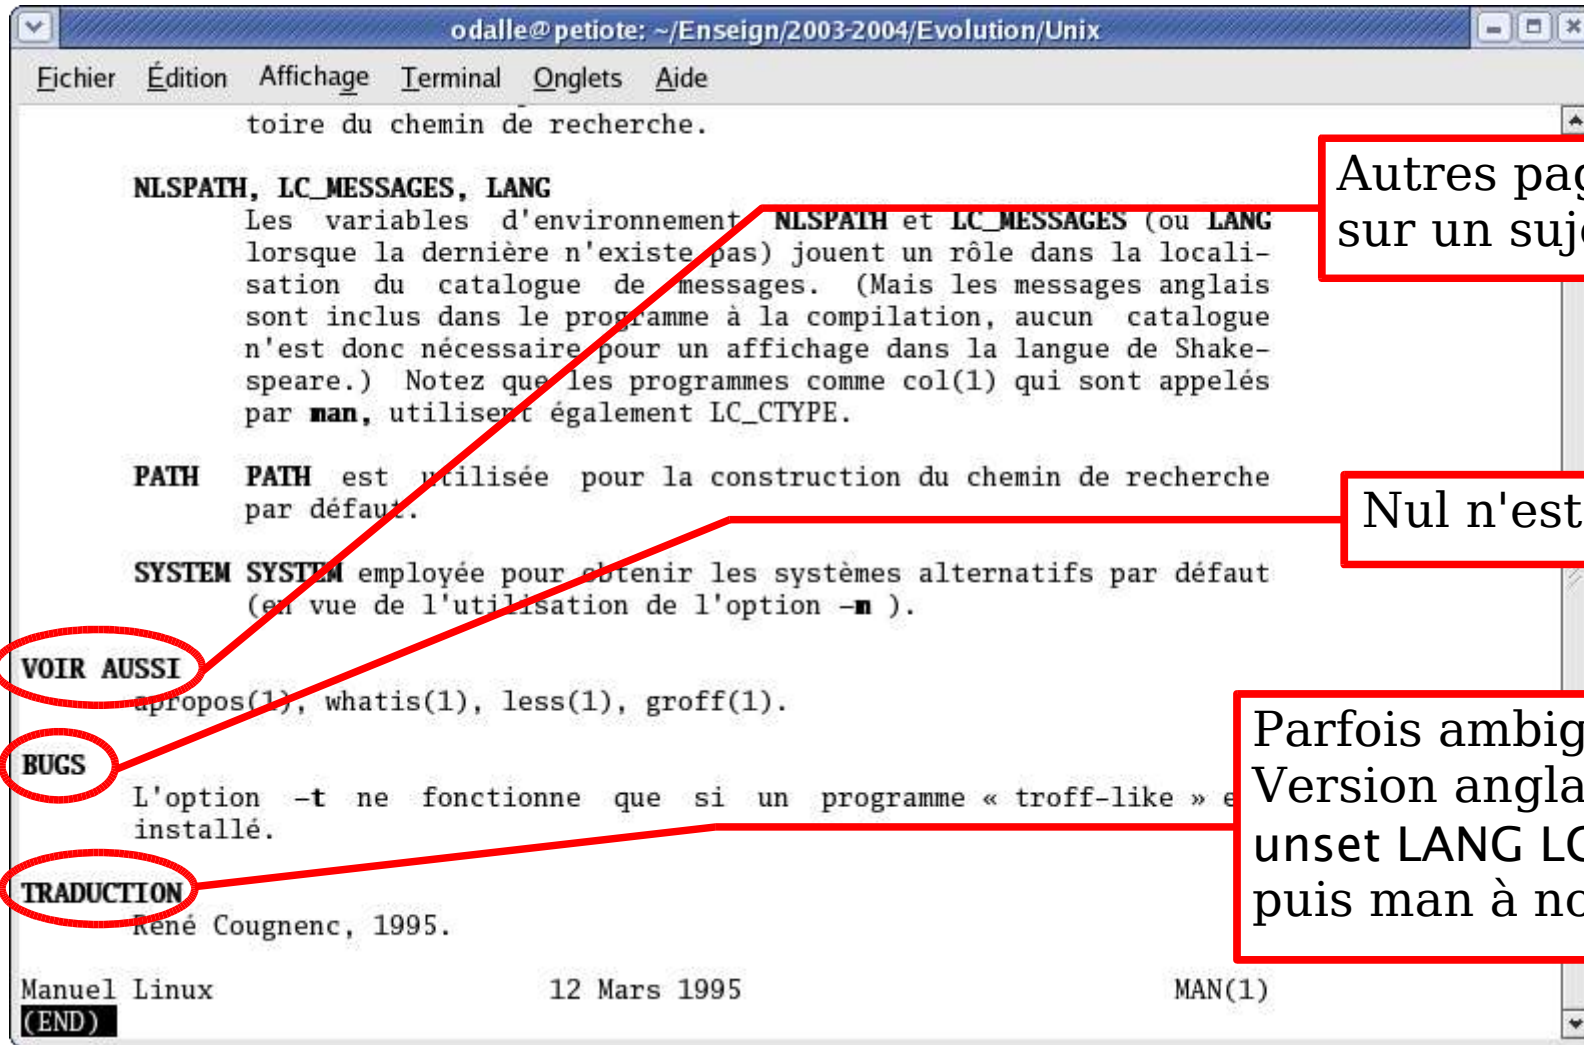 odalle@petiote: ~/Enseign/2003-2004/Evolution/Unix
Fichier Édition Affichage Terminal Onglets Aide
toire du chemin de recherche.
NLSPATH, LC_MESSAGES, LANG
Les variables d'environnement NLSPATH et LC_MESSAGES (ou LANG
lorsque la dernière n'existe pas) jouent un rôle dans la locali-
sation du catalogue de messages. (Mais les messages anglais
sont inclus dans le programme à la compilation, aucun catalogue
n'est donc nécessaire pour un affichage dans la langue de Shake-
speare.) Notez que les programmes comme col(1) qui sont appelés
par man, utilisent également LC_CTYPE.
PATH PATH est utilisée pour la construction du chemin de recherche
par défaut.
SYSTEM SYSTEM employée pour obtenir les systèmes alternatifs par défaut
(en vue de l'utilisation de l'option -m ).
VOIR AUSSI
apropos(1), whatis(1), less(1), groff(1).
BUGS
L'option -t ne fonctionne que si un programme « troff-like »
installé.
TRADUCTION
René Cougnenc, 1995.
Manuel Linux 12 Mars 1995 MAN(1)
(END)
Autres
sur un
Nul n'est
Parfois
Version
unset LANG
puis man à